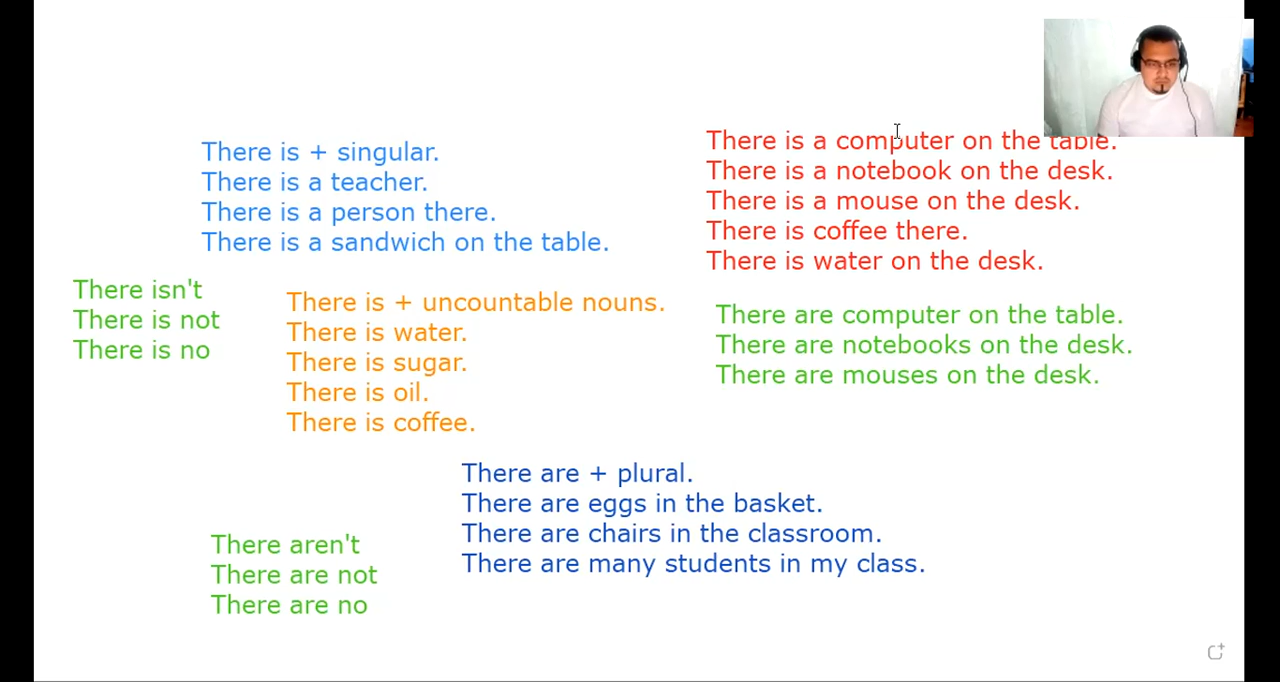 There is + singular.
There is a teacher.
There is a person there.
There is a sandwich on the table.
There is a computer on the table.
There is a notebook on the desk.
There is a mouse on the desk.
There is coffee there.
There is water on the desk.
There isn't
There is not
There is no
There is + uncountable nouns.
There is water.
There is sugar.
There is oil.
There is coffee.
There are computer on the table.
There are notebooks on the desk.
There are mouses on the desk.
There are + plural.
There are eggs in the basket.
There are chairs in the classroom.
There are many students in my class.
There aren't
There are not
There are no